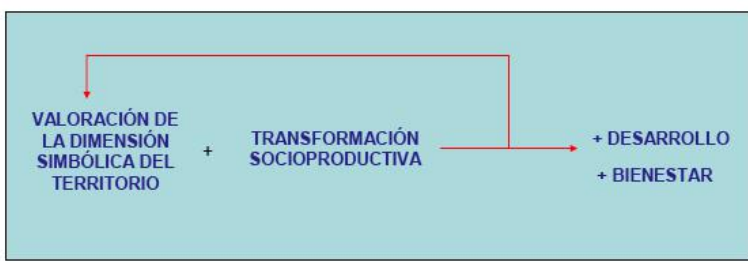 VALORACIÓN DE
LA DIMENSIÓN
SIMBÓLICA DEL
TERRITORIO
+
TRANSFORMACIÓN
SOCIOPRODUCTIVA
+ DESARROLLO
+ BIENESTAR